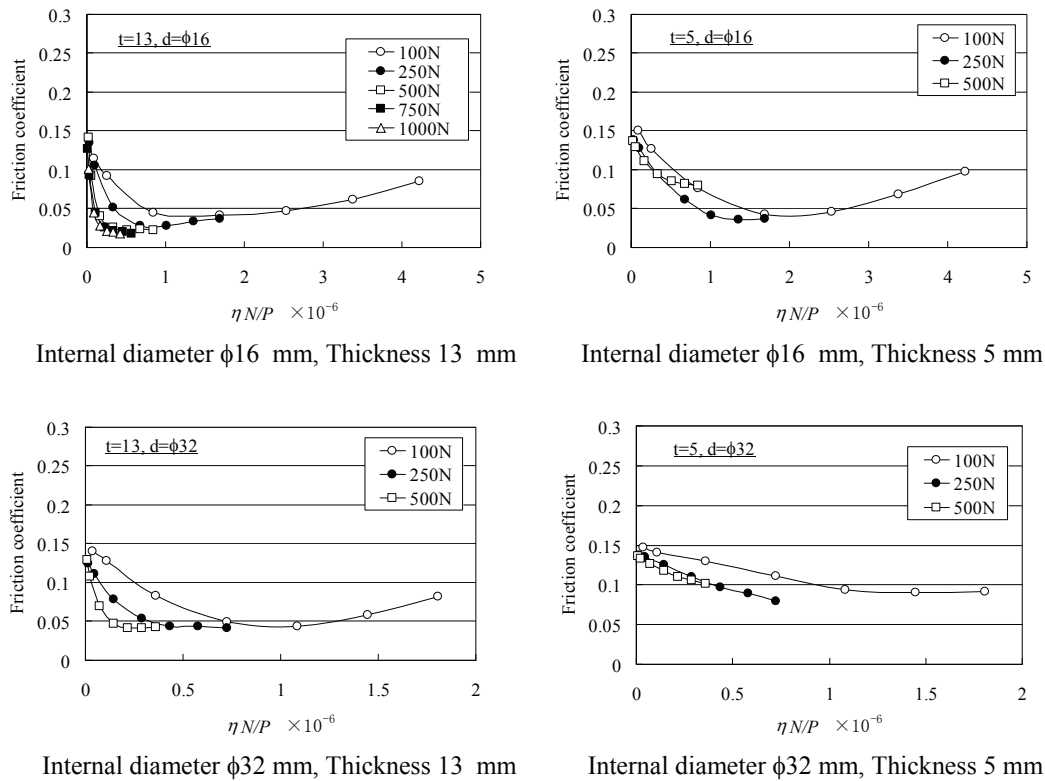 t=13, d=ϕ16
100N
250N
500N
750N
1000N
Friction coefficient
0.3
0.25
0.2
0.15
0.1
0.05
0
0 1 2 3 4 5
η N/P ×10⁻⁶
Internal diameter ϕ16 mm, Thickness 13 mm
t=5, d=ϕ16
100N
250N
500N
Friction coefficient
0.3
0.25
0.2
0.15
0.1
0.05
0
0 1 2 3 4 5
η N/P ×10⁻⁶
Internal diameter ϕ16 mm, Thickness 5 mm
t=13, d=ϕ32
100N
250N
500N
Friction coefficient
0.3
0.25
0.2
0.15
0.1
0.05
0
0 0.5 1 1.5 2
η N/P ×10⁻⁶
Internal diameter ϕ32 mm, Thickness 13 mm
t=5, d=ϕ32
100N
250N
500N
Friction coefficient
0.3
0.25
0.2
0.15
0.1
0.05
0
0 0.5 1 1.5 2
η N/P ×10⁻⁶
Internal diameter ϕ32 mm, Thickness 5 mm